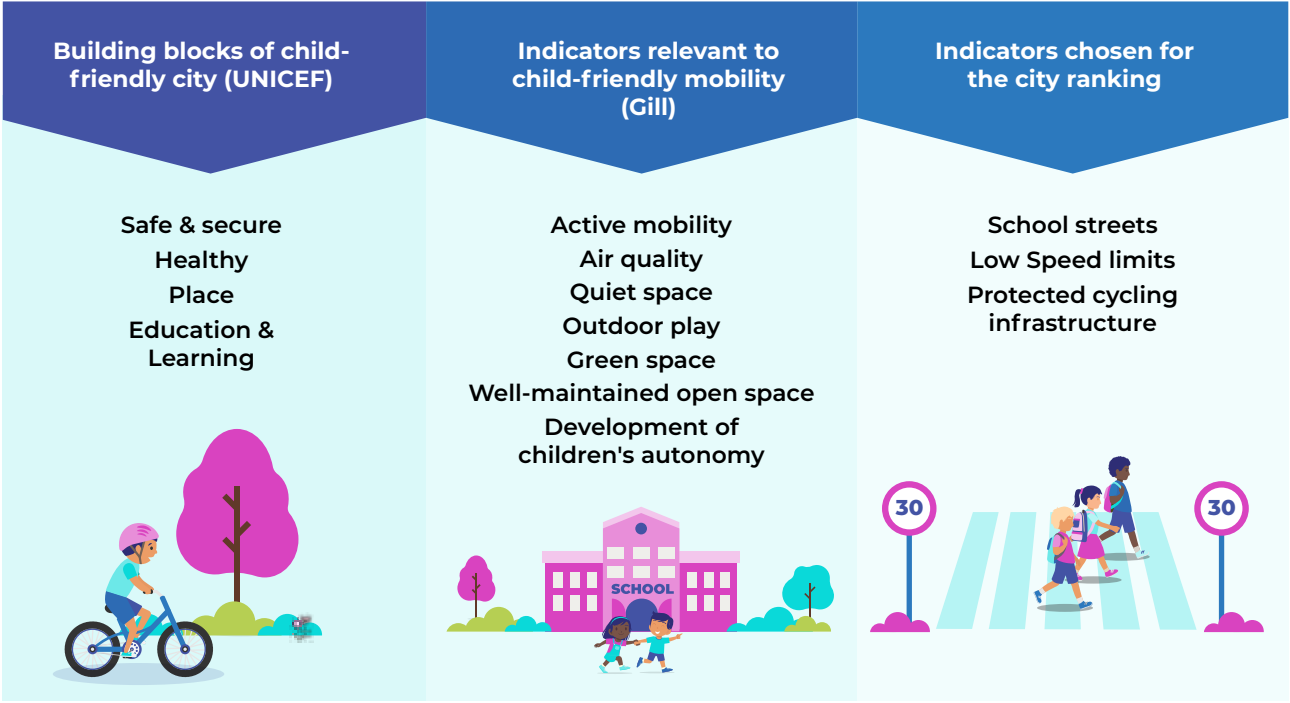 Building blocks of child-
friendly city (UNICEF)
Safe & secure
Healthy
Place
Education &
Learning
Indicators relevant to
child-friendly mobility
(Gill)
Active mobility
Air quality
Quiet space
Outdoor play
Green space
Well-maintained open space
Development of
children's autonomy
SCHOOL
Indicators chosen for
the city ranking
School streets
Low Speed limits
Protected cycling
infrastructure
30
30